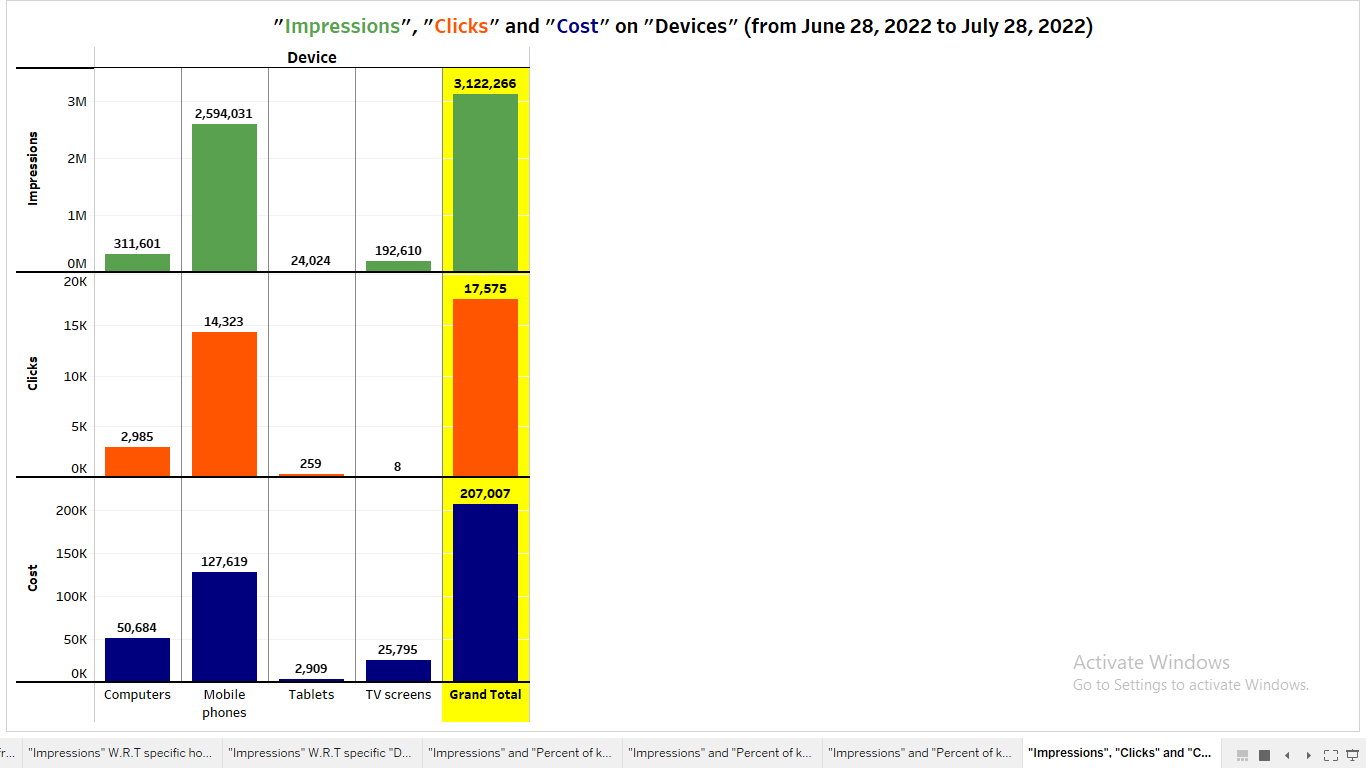 "Impressions", "Clicks" and "Cost" on "Devices" (from June 28, 2022 to July 28, 2022)
Device
Impressions
3M
2M
1M
0M
311,601
2,594,031
24,024
192,610
3,122,266
Clicks
20K
15K
10K
5K
0K
2,985
14,323
259
8
17,575
Cost
200K
150K
100K
50K
0K
50,684
127,619
2,909
25,795
207,007
Computers
Mobile
phones
Tablets
TV screens
Grand Total
Activate Windows
Go to Settings to activate Windows.
r... "Impressions" W.R.T specific ho... "Impressions" W.R.T specific "D... "Impressions" and "Percent of k... "Impressions" and "Percent of k... "Impressions" and "Percent of k... "Impressions", "Clicks" and "C...